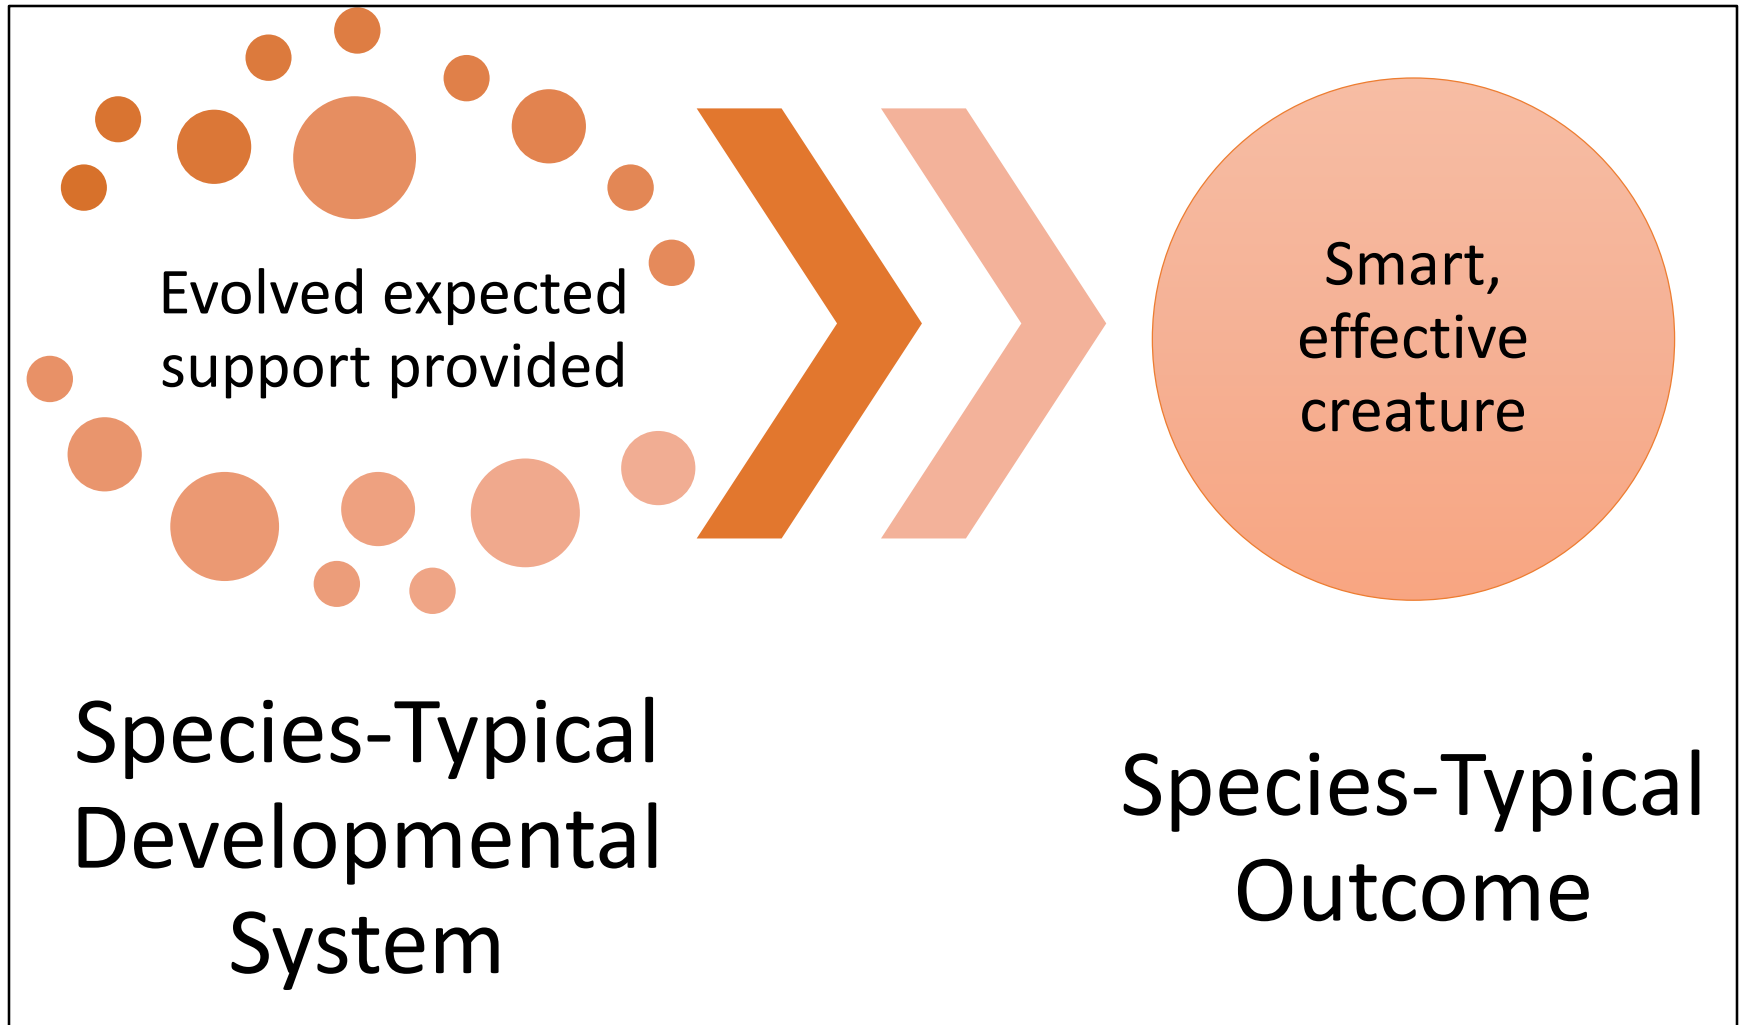 Evolved expected
support provided
Smart,
effective
creature
Species-Typical
Developmental
System
Species-Typical
Outcome